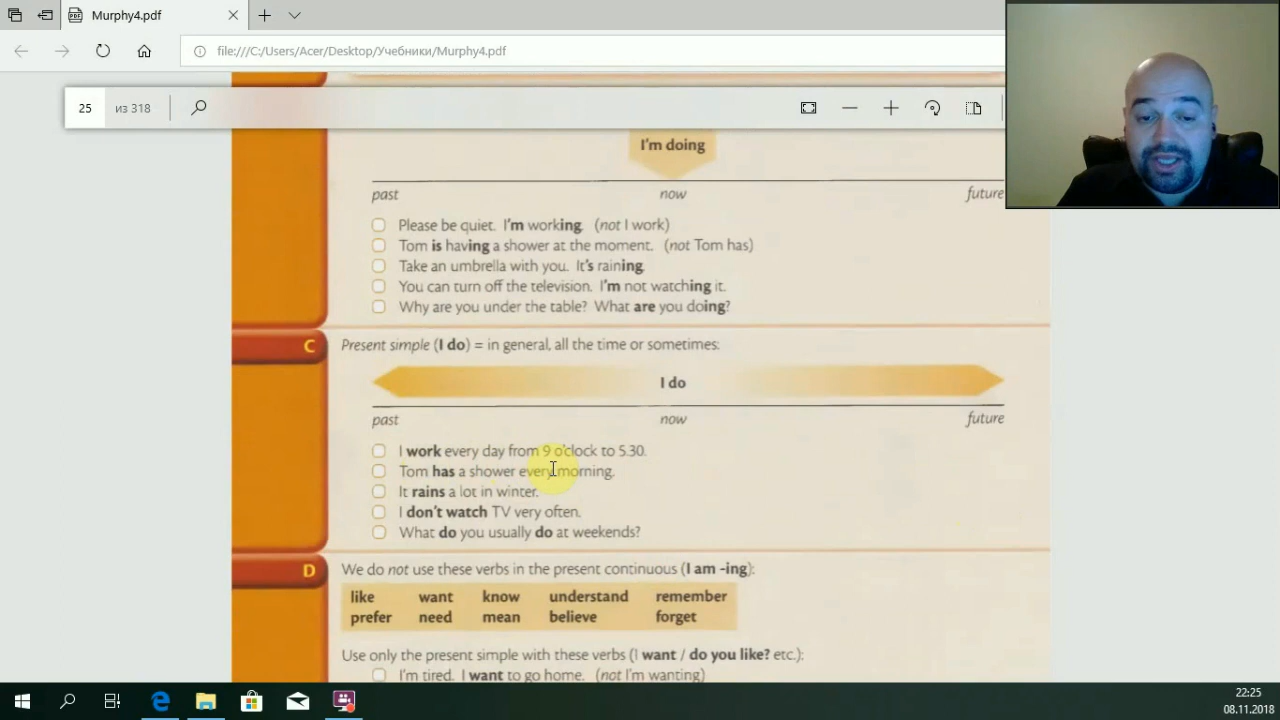 Murphy4.pdf
file:///C:/Users/Acer/Desktop/Учебники/Murphy4.pdf
25 из 318
I'm doing
past now future
Please be quiet. I'm working. (not I work)
Tom is having a shower at the moment. (not Tom has)
Take an umbrella with you. It's raining.
You can turn off the television. I'm not watching it.
Why are you under the table? What are you doing?
C
Present simple (I do) = in general, all the time or sometimes:
I do
past now future
I work every day from 9 o'clock to 5.30.
Tom has a shower every morning.
It rains a lot in winter.
I don't watch TV very often.
What do you usually do at weekends?
D
We do not use these verbs in the present continuous (I am -ing):
like want know understand remember
prefer need mean believe forget
Use only the present simple with these verbs (I want / do you like? etc.):
I'm tired. I want to go home. (not I'm wanting)
22:25
08.11.2018